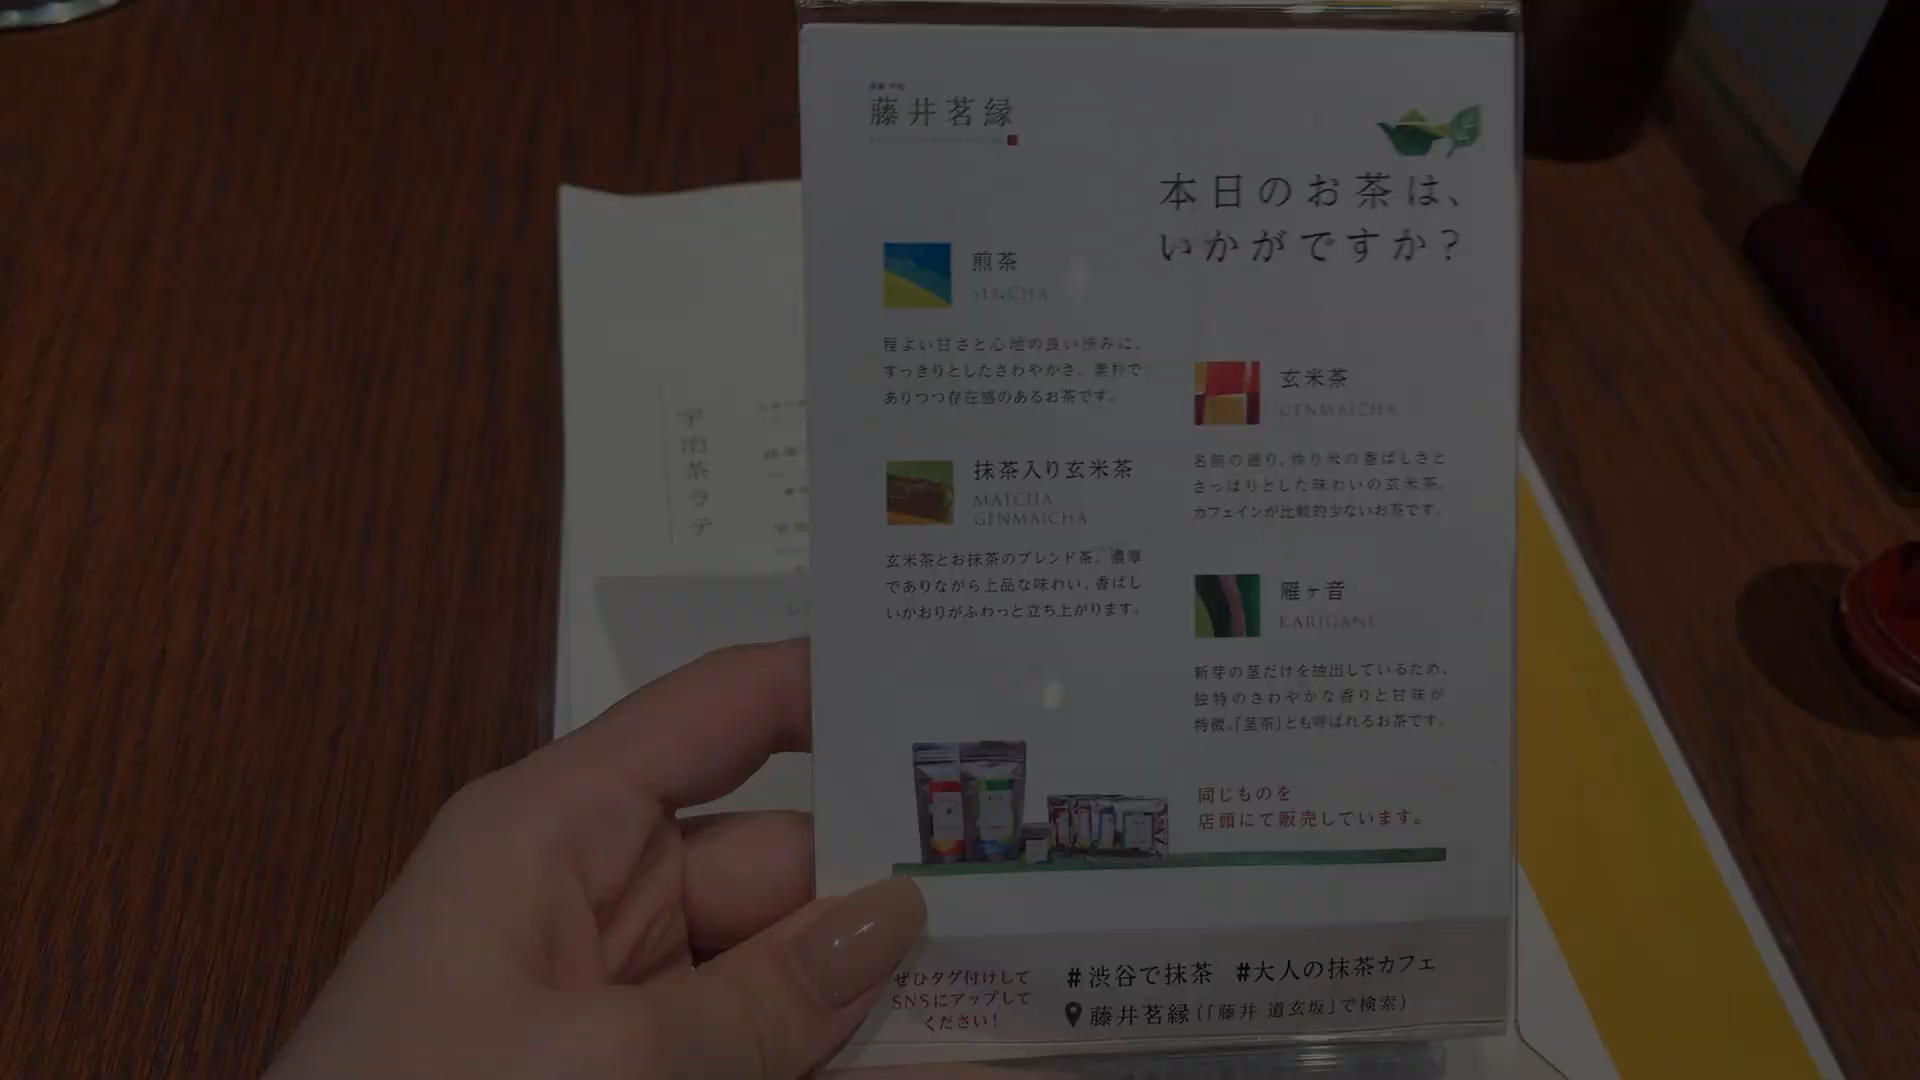 藤井茗縁
本日のお茶は、
いかがですか?
煎茶
SENCHA
程よい甘さと心地の良い渋みに、
すっきりとしたさわやかさ。素朴で
ありつつ存在感のあるお茶です。
抹茶入り玄米茶
MATCHA
GENMAICHA
玄米茶とお抹茶のブレンド茶。濃厚
でありながら上品な味わい、香ばし
いかおりがふわっと立ち上がります。
玄米茶
GENMAICHA
名前の通り、炒り米の香ばしさと
さっぱりとした味わいの玄米茶。
カフェインが比較的少ないお茶です。
雁ヶ音
KARIGANE
新芽の茎だけを抽出しているため、
独特のさわやかな香りと甘味が
特徴。「茎茶」とも呼ばれるお茶です。
同じものを
店頭にて販売しています。
ぜひタグ付けして
SNSにアップして
ください!
#渋谷で抹茶 #大人の抹茶カフェ
藤井茗縁(「藤井 道玄坂」で検索)
宇治茶ラテ